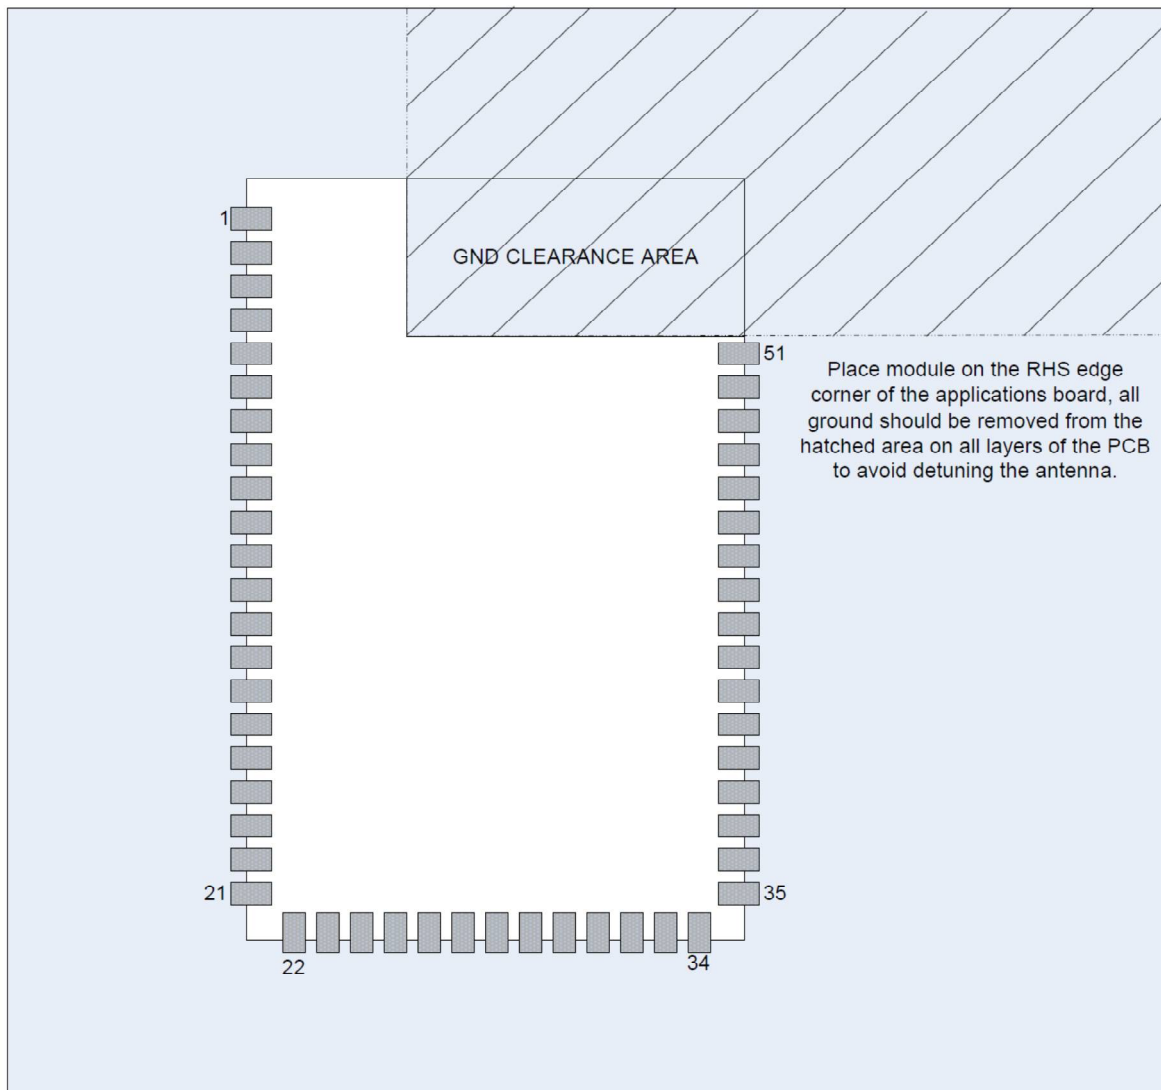 1
GND CLEARANCE AREA
51
Place module on the RHS edge
corner of the applications board, all
ground should be removed from the
hatched area on all layers of the PCB
to avoid detuning the antenna.
21
35
22
34